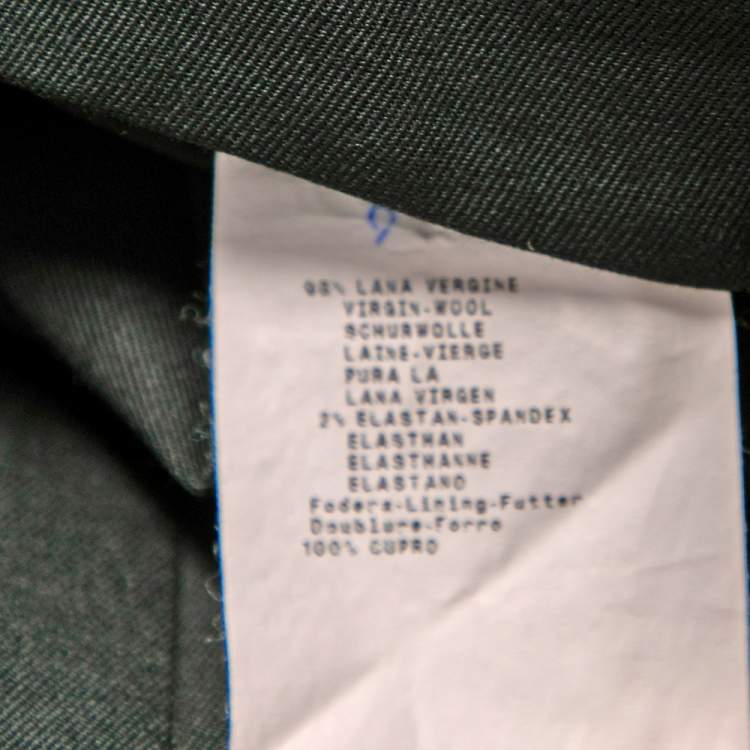 98% LANA VERGINE
VIRGIN-WOOL
SCHURWOLLE
LAINE-VIERGE
PURA LA
LANA VIRGEN
2% ELASTAN-SPANDEX
ELASTHAN
ELASTHANNE
ELASTANO
Fodera-Lining-Futter
Doublure-Forro
100% CUPRO